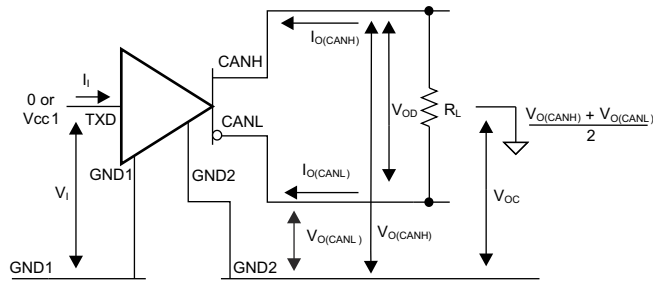 I_O(CANH)
CANH
I_I
0 or
Vcc1
TXD
CANL
V_OD
R_L
V_O(CANH) + V_O(CANL)
2
GND1
GND2
I_O(CANL)
V_I
V_OC
V_O(CANL)
V_O(CANH)
GND1
GND2